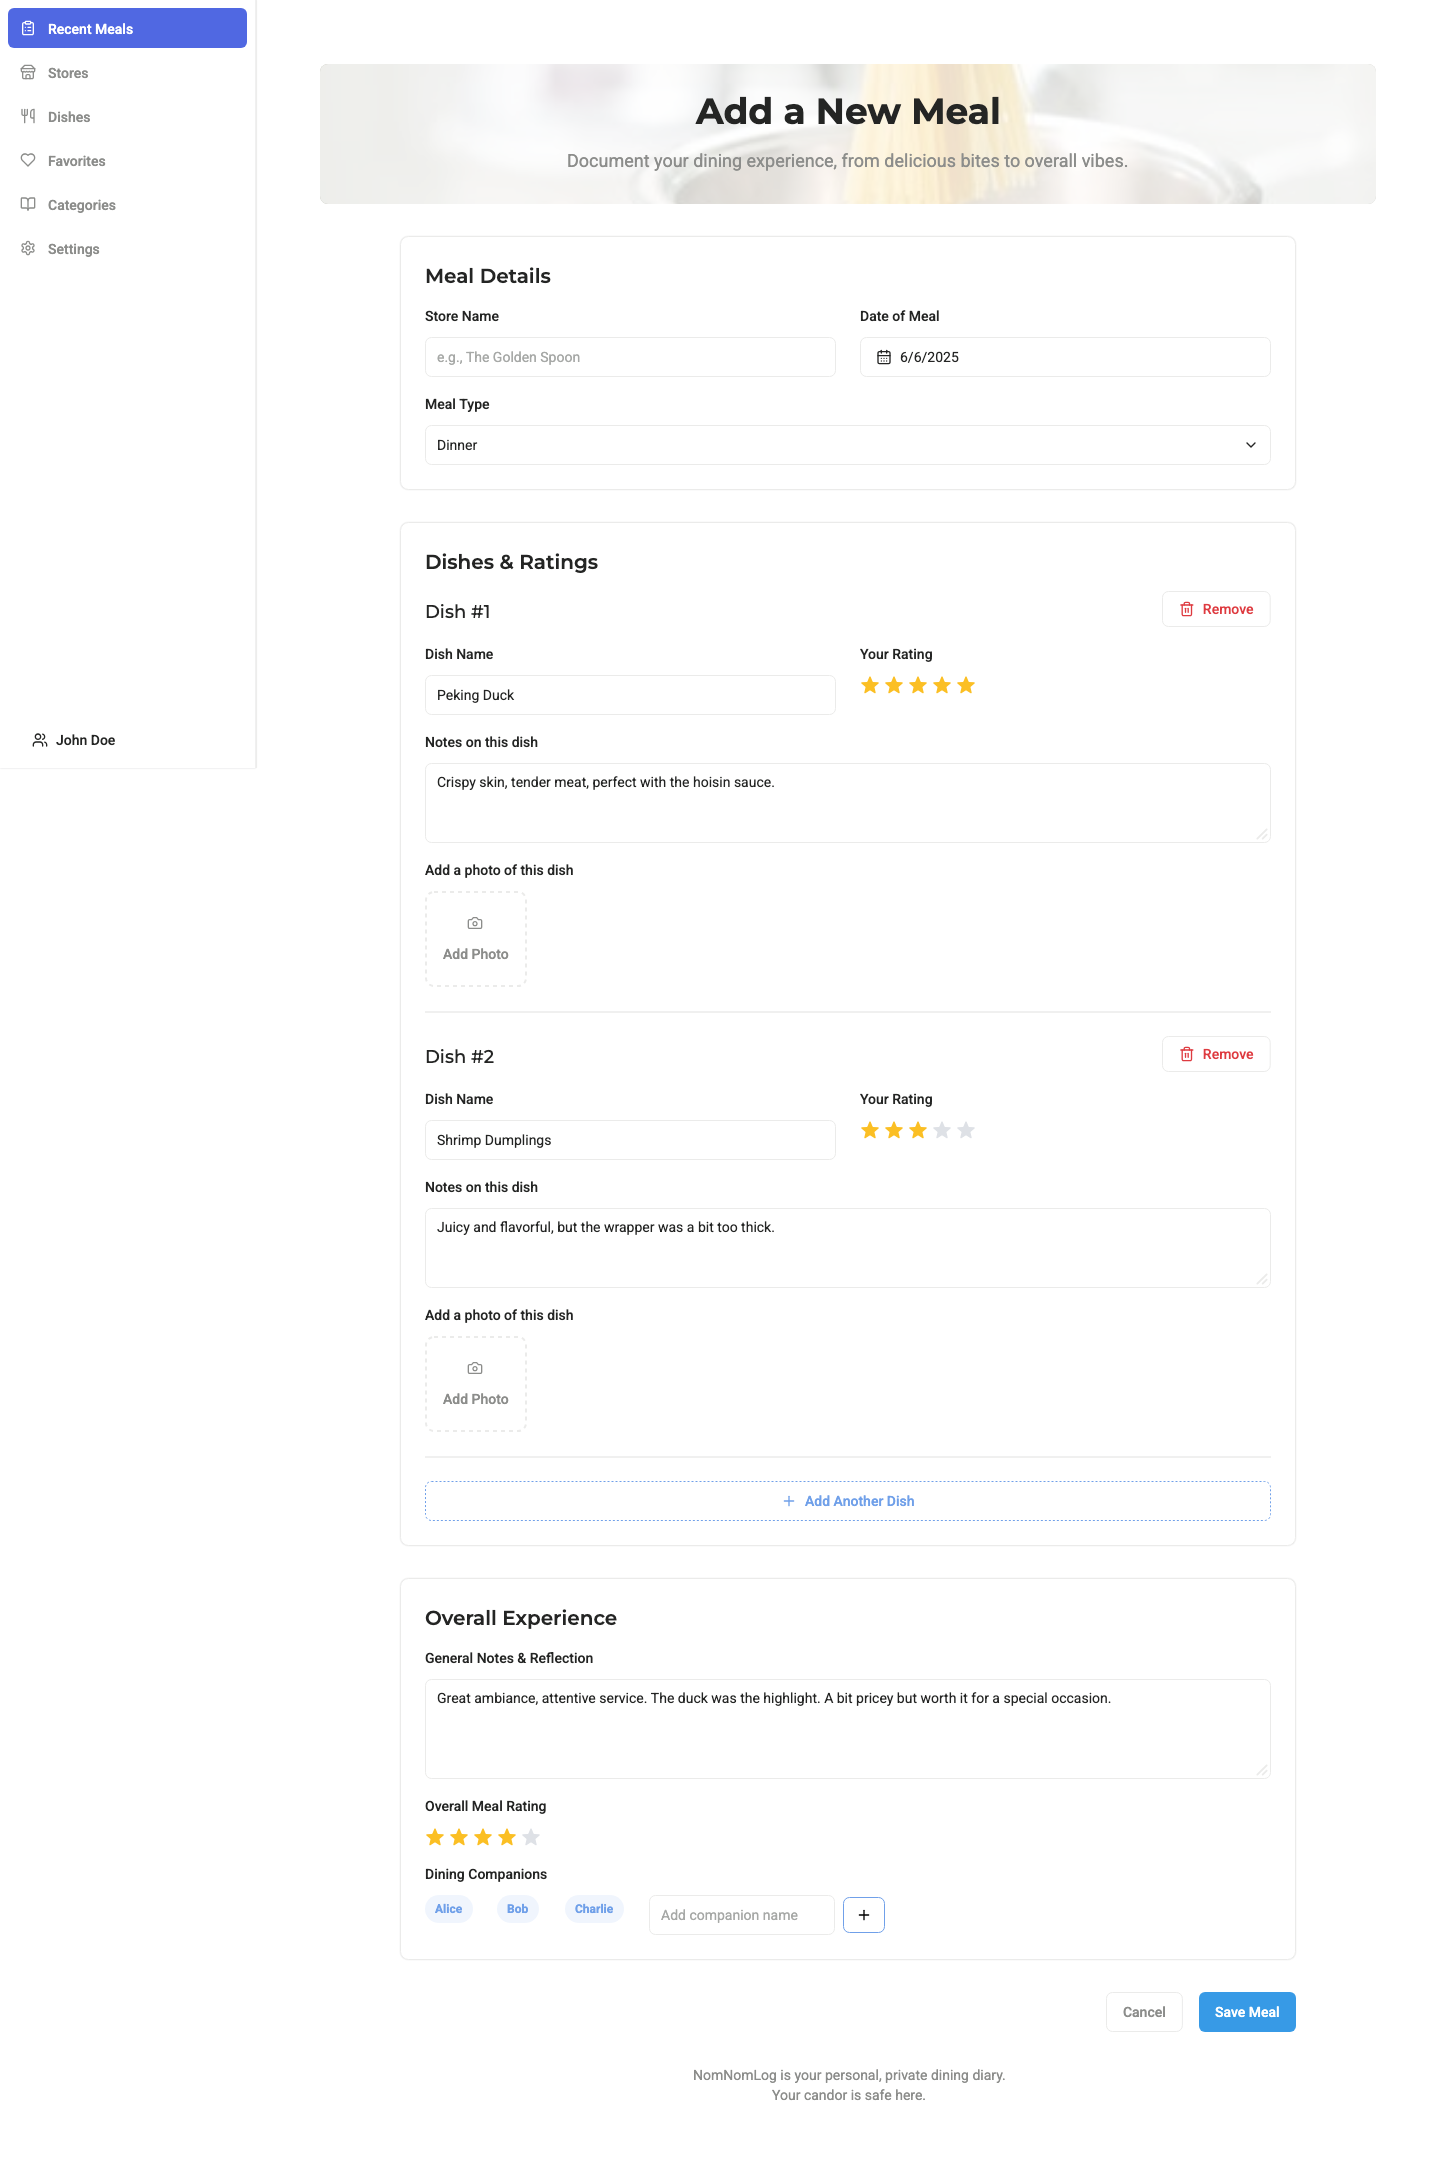 Recent Meals
Stores
Dishes
Favorites
Categories
Settings
John Doe
Add a New Meal
Document your dining experience, from delicious bites to overall vibes.
Meal Details
Store Name
Date of Meal
e.g., The Golden Spoon
6/6/2025
Meal Type
Dinner
Dishes & Ratings
Dish #1
Remove
Dish Name
Your Rating
Peking Duck
Notes on this dish
Crispy skin, tender meat, perfect with the hoisin sauce.
Add a photo of this dish
Add Photo
Dish #2
Remove
Dish Name
Your Rating
Shrimp Dumplings
Notes on this dish
Juicy and flavorful, but the wrapper was a bit too thick.
Add a photo of this dish
Add Photo
Add Another Dish
Overall Experience
General Notes & Reflection
Great ambiance, attentive service. The duck was the highlight. A bit pricey but worth it for a special occasion.
Overall Meal Rating
Dining Companions
Alice
Bob
Charlie
Add companion name
Cancel
Save Meal
NomNomLog is your personal, private dining diary.
Your candor is safe here.